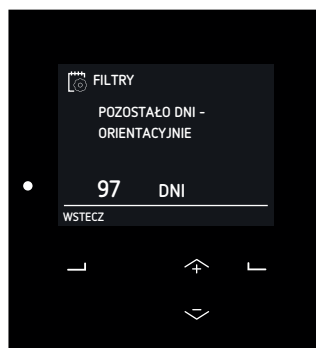 FILTRY
POZOSTAŁO DNI -
ORIENTACYJNIE
97 DNI
WSTECZ